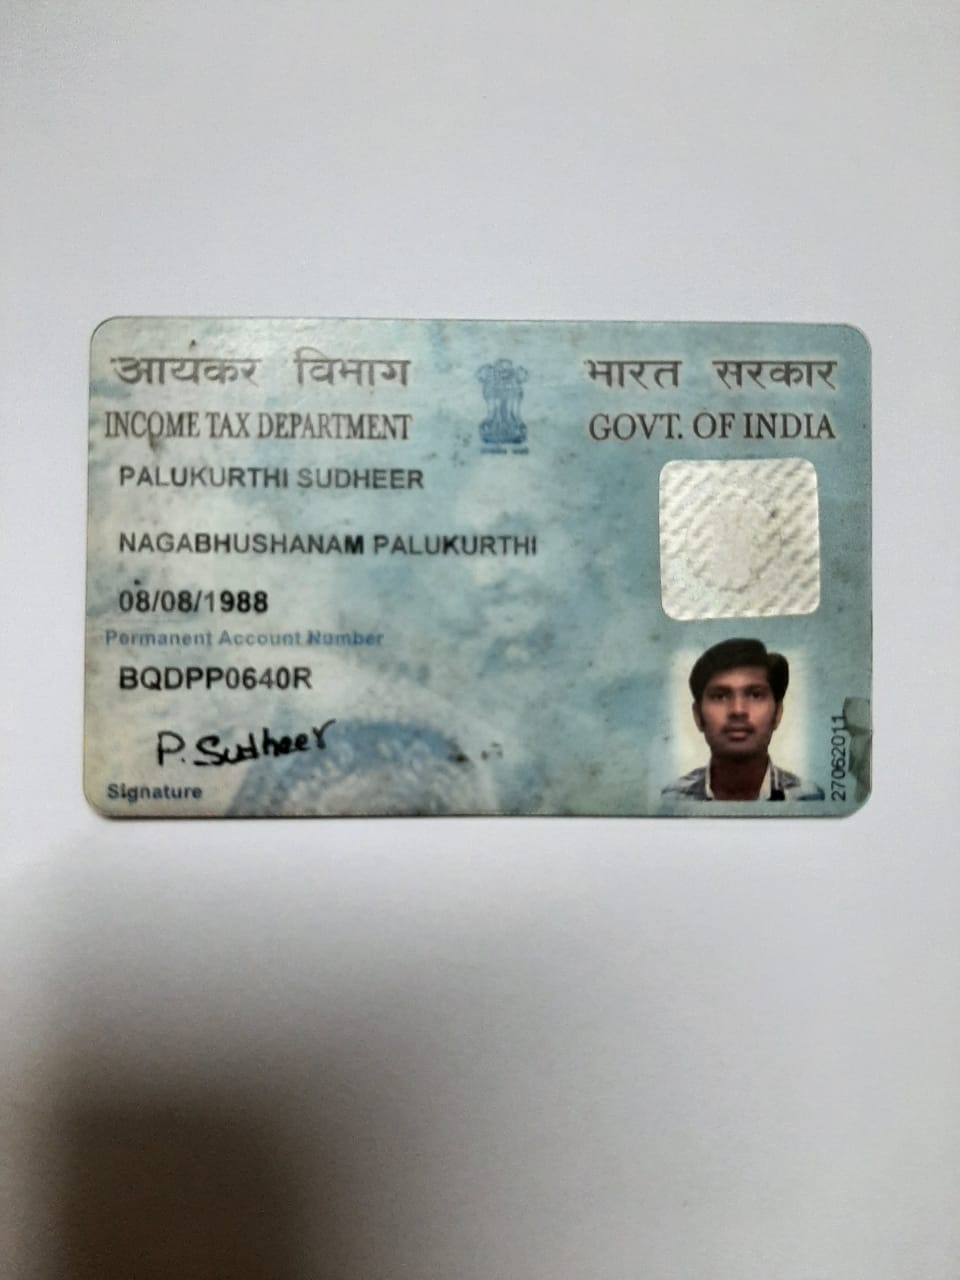 आयकर विभाग
भारत सरकार
INCOME TAX DEPARTMENT
GOVT. OF INDIA
PALUKURTHI SUDHEER
NAGABHUSHANAM PALUKURTHI
08/08/1988
Permanent Account Number
BQDPP0640R
P. Sudheer
Signature
27062011